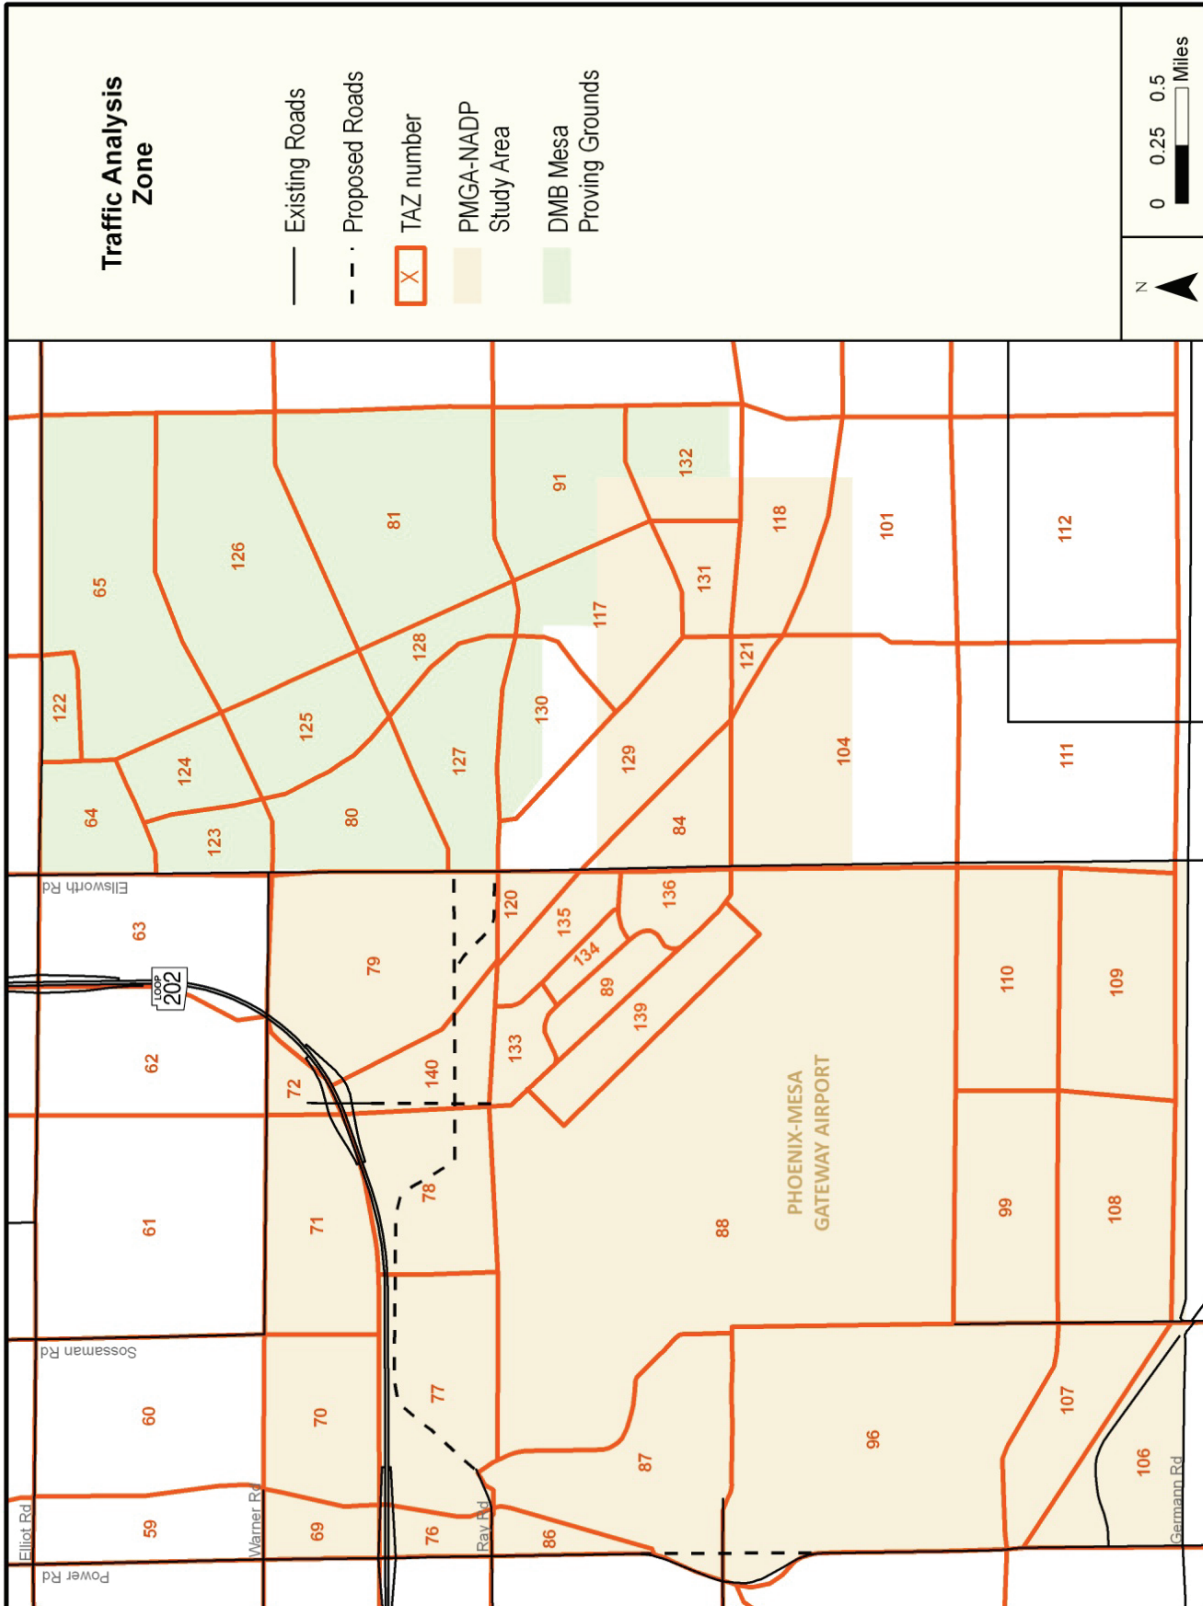 Traffic Analysis
Zone
Existing Roads
Proposed Roads
X
TAZ number
PMGA-NADP
Study Area
DMB Mesa
Proving Grounds
N
0 0.25 0.5
Miles
Elliot Rd
Warner Rd
Ray Rd
Germann Rd
Power Rd
Sossaman Rd
Ellsworth Rd
LOOP
202
PHOENIX-MESA
GATEWAY AIRPORT
59
60
61
62
63
64
122
65
69
70
71
72
79
123
124
126
80
125
76
77
78
140
127
128
81
86
87
88
133
120
135
134
89
139
136
130
129
117
91
84
131
132
121
118
96
104
101
107
99
110
111
112
106
108
109